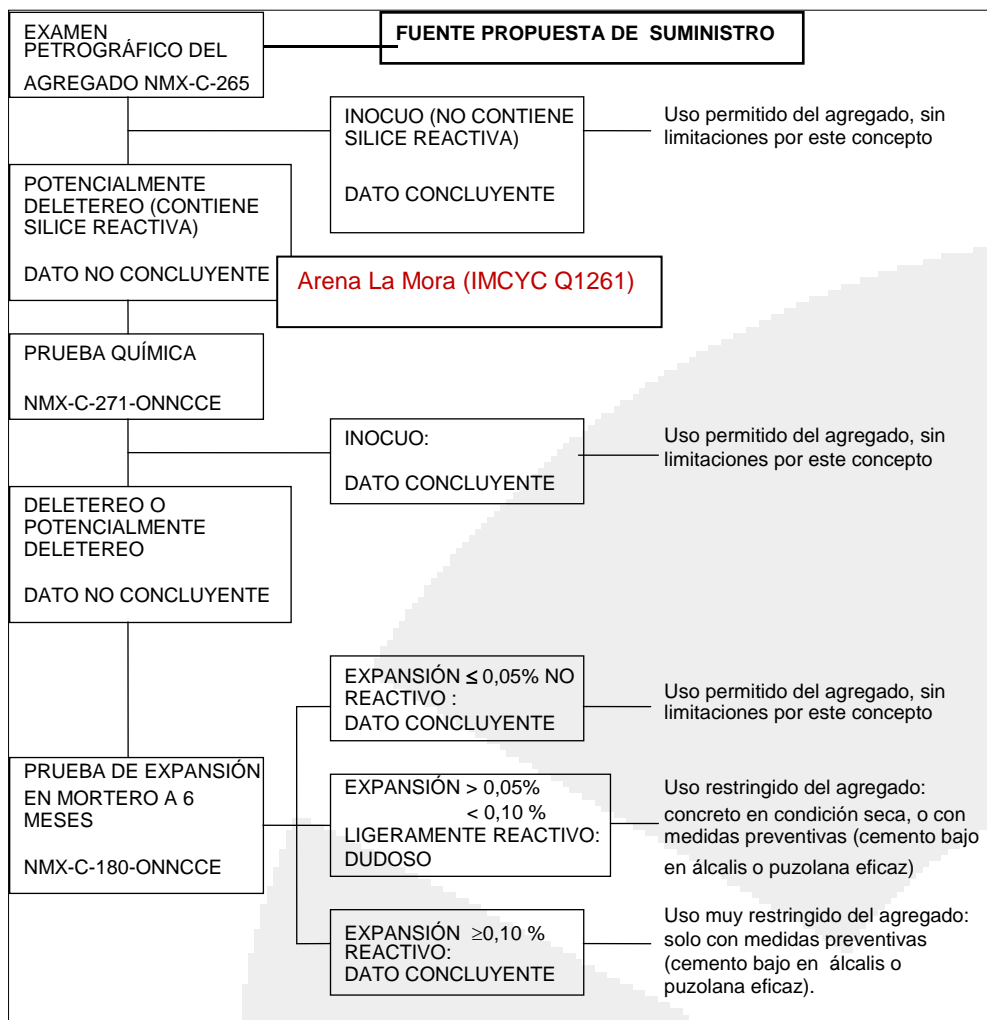 EXAMEN
PETROGRÁFICO DEL
AGREGADO NMX-C-265
FUENTE PROPUESTA DE SUMINISTRO
INOCUO (NO CONTIENE
SILICE REACTIVA)
DATO CONCLUYENTE
Uso permitido del agregado, sin
limitaciones por este concepto
POTENCIALMENTE
DELETEREO (CONTIENE
SILICE REACTIVA)
DATO NO CONCLUYENTE
Arena La Mora (IMCYC Q1261)
PRUEBA QUÍMICA
NMX-C-271-ONNCCE
INOCUO:
DATO CONCLUYENTE
Uso permitido del agregado, sin
limitaciones por este concepto
DELETEREO O
POTENCIALMENTE
DELETEREO
DATO NO CONCLUYENTE
EXPANSIÓN ≤ 0,05% NO
REACTIVO :
DATO CONCLUYENTE
Uso permitido del agregado, sin
limitaciones por este concepto
PRUEBA DE EXPANSIÓN
EN MORTERO A 6
MESES
NMX-C-180-ONNCCE
EXPANSIÓN > 0,05%
< 0,10 %
LIGERAMENTE REACTIVO:
DUDOSO
Uso restringido del agregado:
concreto en condición seca, o con
medidas preventivas (cemento bajo
en álcalis o puzolana eficaz)
EXPANSIÓN ≥0,10 %
REACTIVO:
DATO CONCLUYENTE
Uso muy restringido del agregado:
solo con medidas preventivas
(cemento bajo en álcalis o
puzolana eficaz).